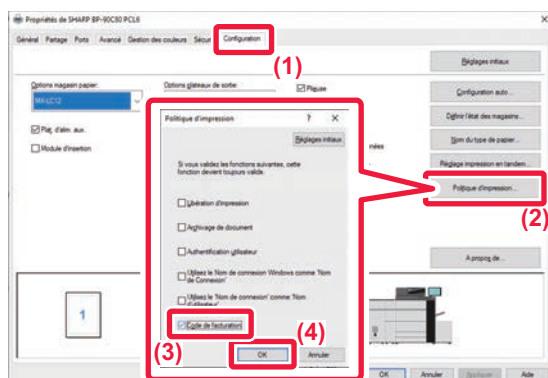 Propriétés de SHARP BP-90C80 PCL6
Général Partage Ports Avancé Gestion des couleurs Sécur Configuration
(1)
Réglages initiaux
Options magasin papier:
MX-LC12
Options plateaux de sortie:
Piqueuse
Configuration auto...
Définir l'état des magasins...
Nom du type de papier...
Réglage impression en tandem...
Politique d'impression...
(2)
A propos de...
Plat. d'alim. aux.
Module d'insertion
nées
Politique d'impression ? ×
Réglages initiaux
Si vous validez les fonctions suivantes, cette
fonction devient toujours valide.
Libération d'impression
Archivage de document
Authentification utilisateur
Utilisez le Nom de connexion Windows comme 'Nom
de Connexion'
Utilisez le 'Nom de connexion' comme 'Nom
d'utilisateur'
Code de facturation
(3)
(4)
OK Annuler
1
OK Annuler Appliquer Aide